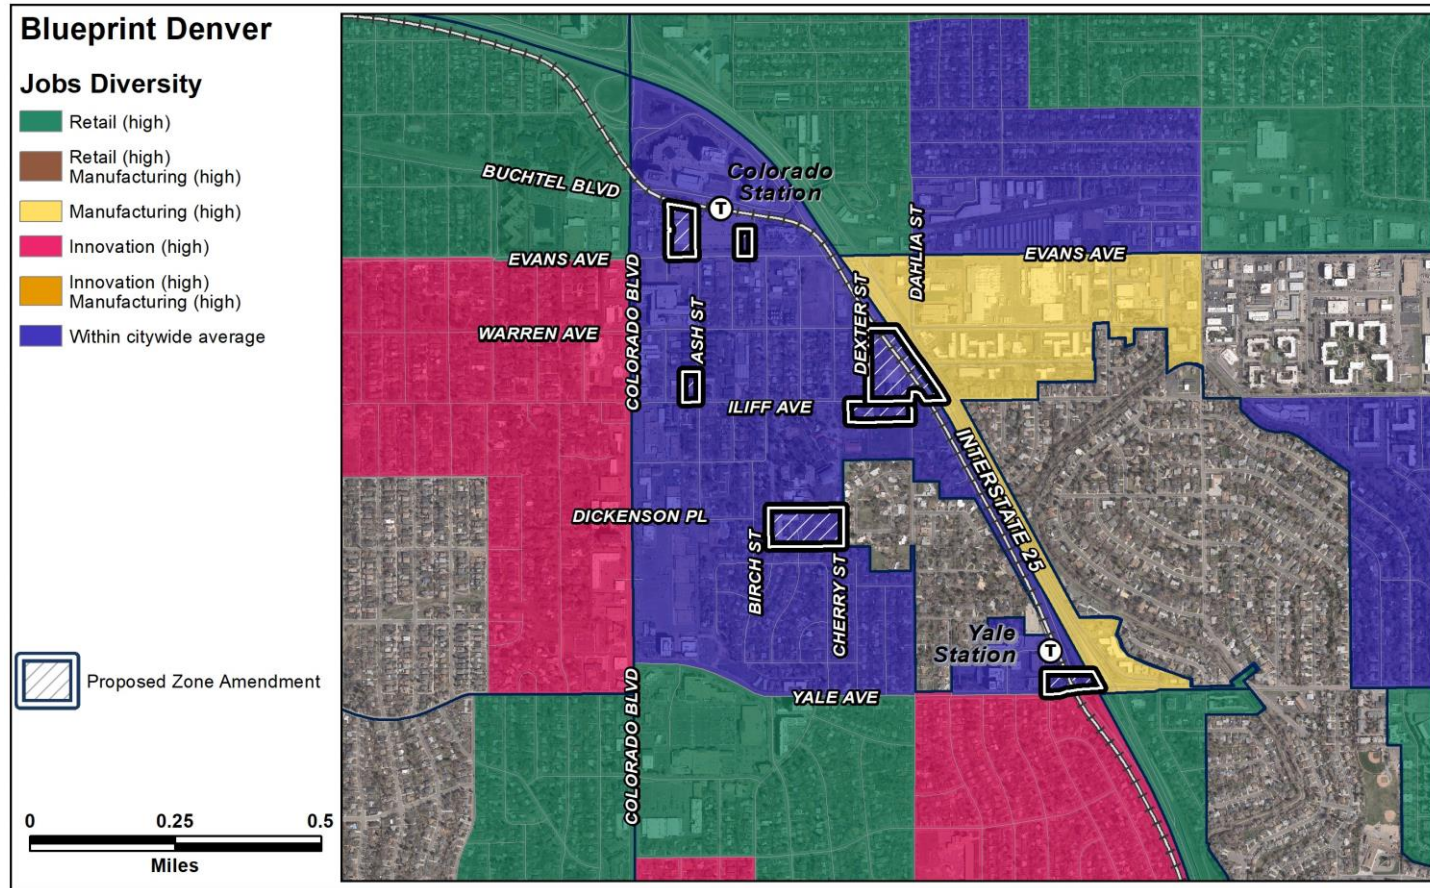 Blueprint Denver
Jobs Diversity
Retail (high)
Retail (high)
Manufacturing (high)
Manufacturing (high)
Innovation (high)
Innovation (high)
Manufacturing (high)
Within citywide average
Proposed Zone Amendment
0 0.25 0.5
Miles
BUCHTEL BLVD
Colorado
Station
T
EVANS AVE
EVANS AVE
COLORADO BLVD
DAHLIA ST
DEXTER ST
ASH ST
WARREN AVE
ILIFF AVE
INTERSTATE 25
DICKENSON PL
BIRCH ST
CHERRY ST
Yale
Station
T
YALE AVE
COLORADO BLVD